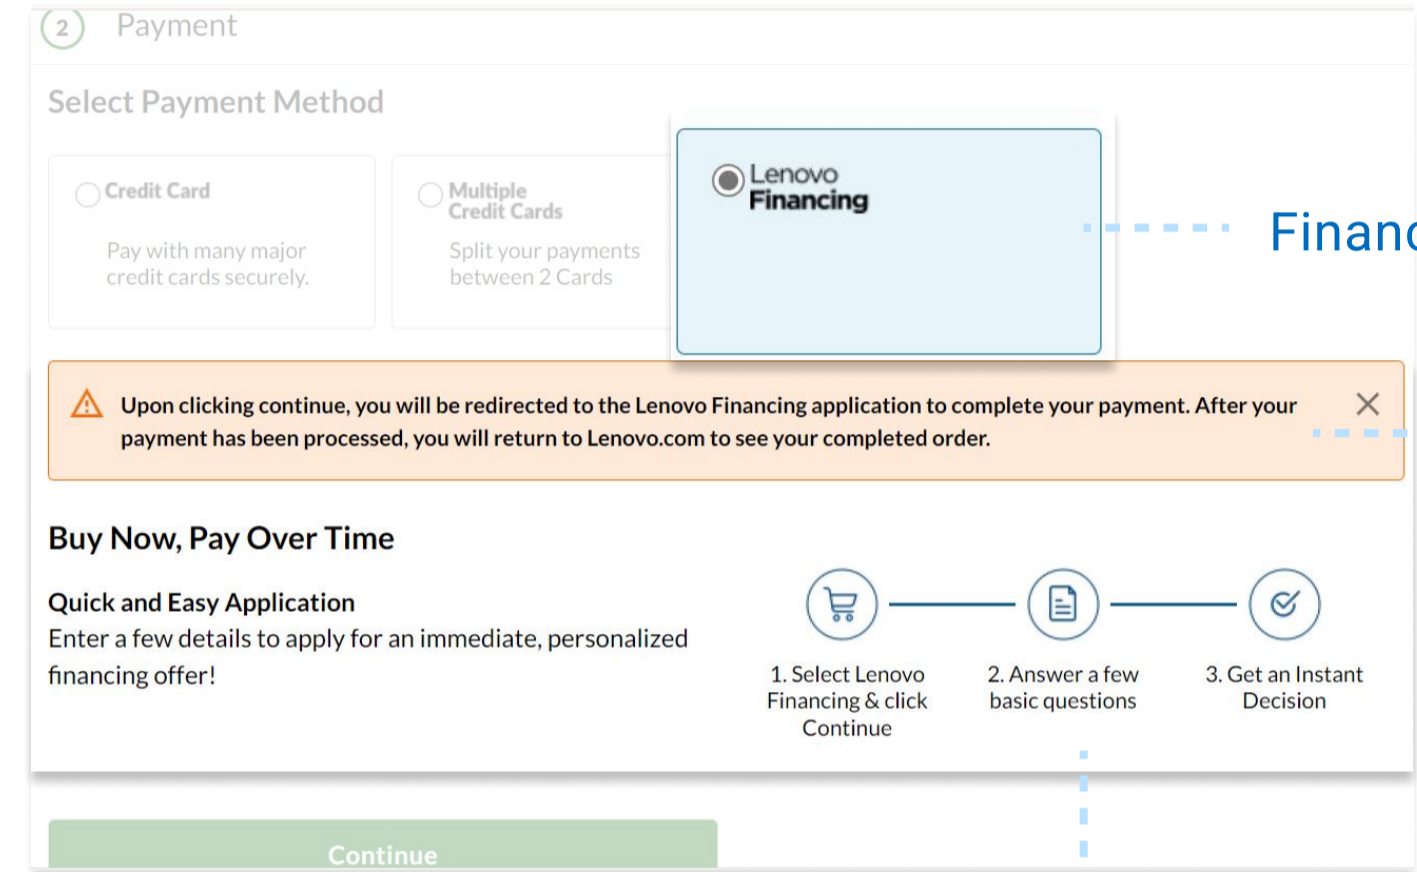 2 Payment
Select Payment Method
Credit Card
Pay with many major
credit cards securely.
Multiple
Credit Cards
Split your payments
between 2 Cards
Lenovo
Financing
Upon clicking continue, you will be redirected to the Lenovo Financing application to complete your payment. After your
payment has been processed, you will return to Lenovo.com to see your completed order.
Buy Now, Pay Over Time
Quick and Easy Application
Enter a few details to apply for an immediate, personalized
financing offer!
1. Select Lenovo
Financing & click
Continue
2. Answer a few
basic questions
3. Get an Instant
Decision
Continue